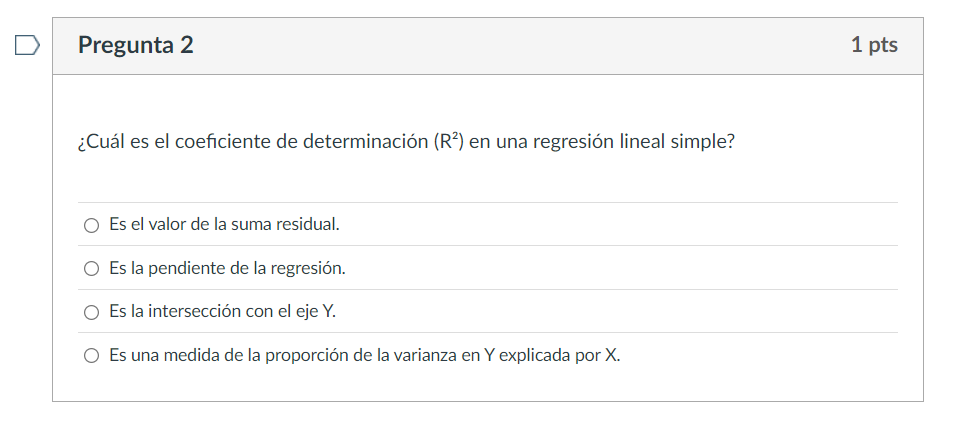 Pregunta 2
1 pts
¿Cuál es el coeficiente de determinación (R²) en una regresión lineal simple?
Es el valor de la suma residual.
Es la pendiente de la regresión.
Es la intersección con el eje Y.
Es una medida de la proporción de la varianza en Y explicada por X.